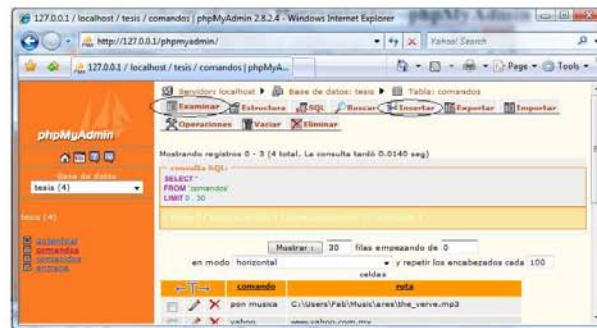 127.0.0.1 / localhost / tesis / comandos | phpMyAdmin 2.8.2.4 - Windows Internet Explorer
http://127.0.0.1/phpmyadmin/
Yahoo! Search
127.0.0.1 / localhost / tesis / comandos | phpMyA...
Page
Tools
Servidor: localhost Base de datos: tesis Tabla: comandos
Examinar Estructura SQL Buscar Insertar Exportar Importar
Operaciones Vaciar Eliminar
phpMyAdmin
Base de datos
tesis (4)
tesis (4)
autentificar
comandos
contenidos
entrena
Mostrando registros 0 - 3 (4 total, La consulta tardó 0.0140 seg)
consulta SQL:
SELECT *
FROM `comandos`
LIMIT 0 , 30
Mostrar : 30 filas empezando de 0
en modo horizontal y repetir los encabezados cada 100
celdas
←T→ comando ruta
pon musica C:\Users\Fab\Music\ares\the_verve.mp3
yahoo www.yahoo.com.mx